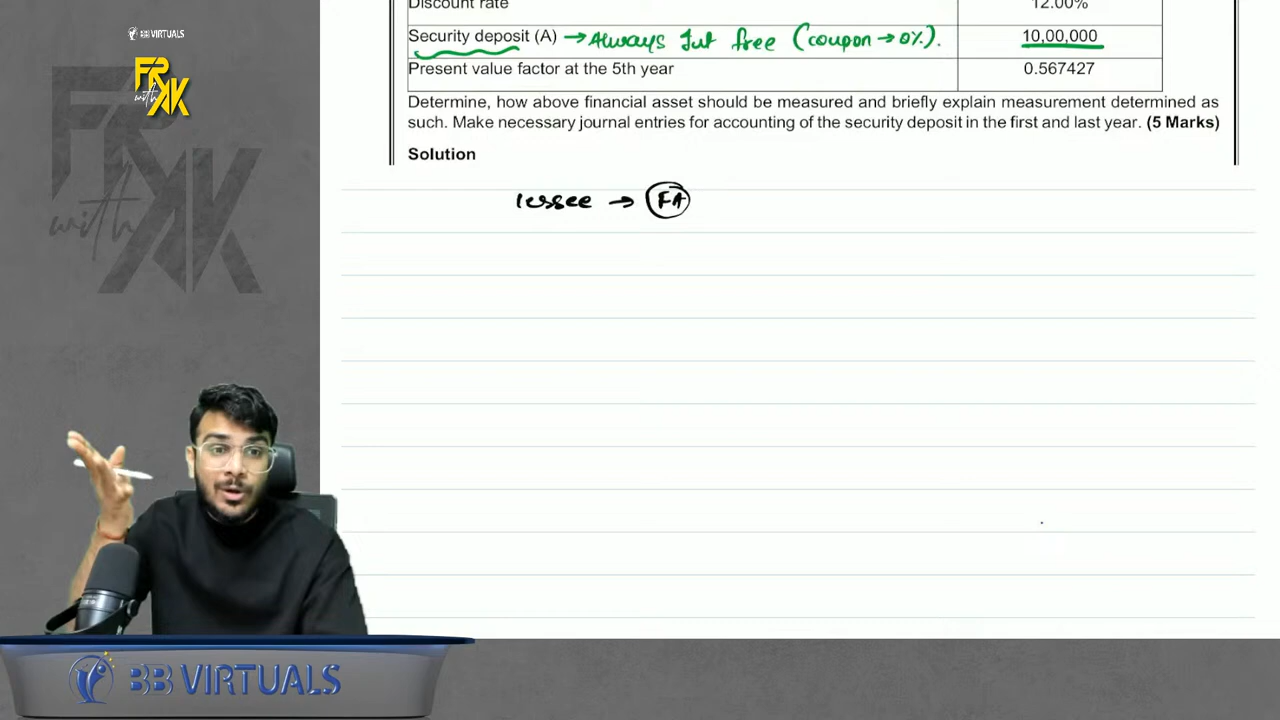 Discount rate 12.00%
BB VIRTUALS
Security deposit (A) → Always Int free (coupon → 0%). 10,00,000
FR
with AK
Present value factor at the 5th year 0.567427
Determine, how above financial asset should be measured and briefly explain measurement determined as
such. Make necessary journal entries for accounting of the security deposit in the first and last year. (5 Marks)
Solution
FR
with AK
lessee → FA
BB VIRTUALS